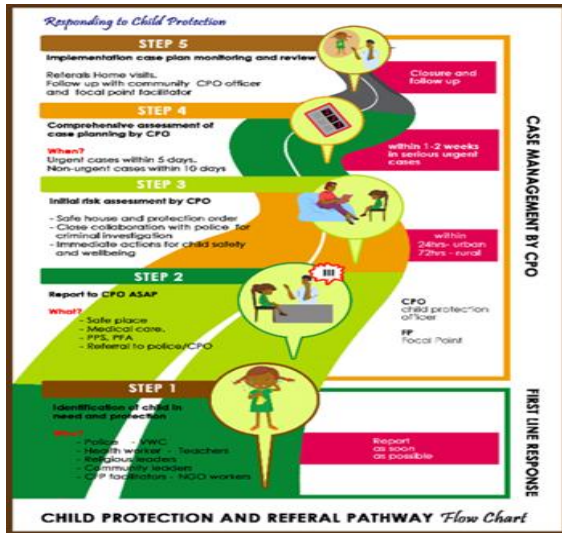 Responding to Child Protection
STEP 5
Implementation case plan monitoring and review
Referrals Home visits.
Follow up with community CPO officer
and focal point facilitator
Closure and
follow up
STEP 4
Comprehensive assessment of
case planning by CPO
When?
Urgent cases within 5 days.
Non-urgent cases within 10 days
within 1-2 weeks
in serious urgent
cases
STEP 3
Initial risk assessment by CPO
- Safe house and protection order
- Close collaboration with police for
criminal investigation
- Immediate actions for child safety
and wellbeing
within
24hrs- urban
72hrs - rural
STEP 2
Report to CPO ASAP
What?
- Safe place
- Medical care,
- PPS, PFA
- Referral to police/CPO
CPO
child protection
officer
FP
Focal Point
CASE MANAGEMENT BY CPO
STEP 1
Identification of child in
need and protection
- Police - VWC
- Health worker - Teachers
- Religious leaders
- Community leaders
- CFP facilitators - NGO workers
Report
as soon
as possible
FIRST LINE RESPONSE
CHILD PROTECTION AND REFERAL PATHWAY Flow Chart